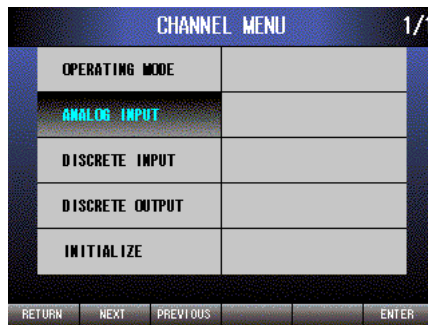 CHANNEL MENU 1/1
OPERATING MODE
ANALOG INPUT
DISCRETE INPUT
DISCRETE OUTPUT
INITIALIZE
RETURN NEXT PREVIOUS ENTER